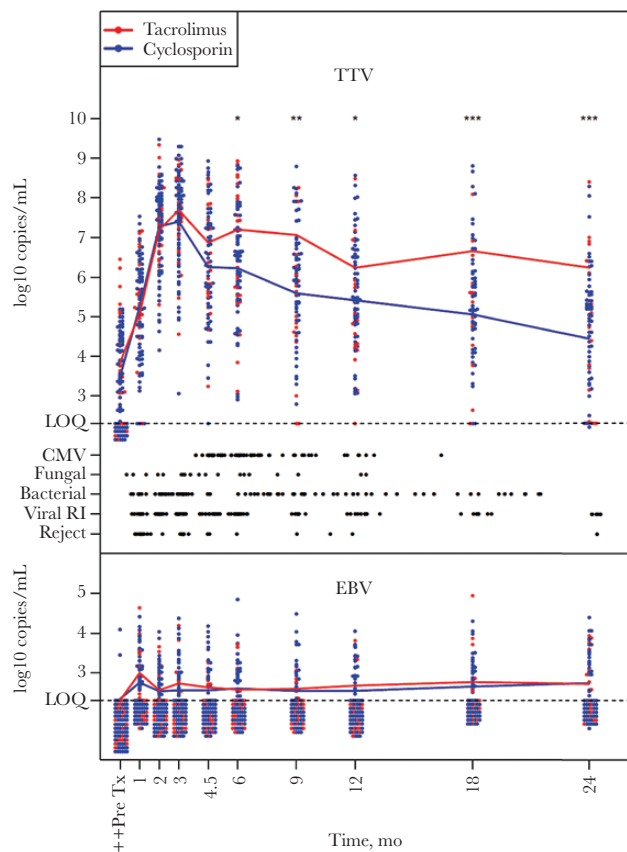 Tacrolimus
Cyclosporin
TTV
* ** * *** ***
10
9
8
7
6
5
4
3
LOQ
log10 copies/mL
CMV
Fungal
Bacterial
Viral RI
Reject
EBV
5
4
3
LOQ
log10 copies/mL
++Pre Tx 1 2 3 4.5 6 9 12 18 24
Time, mo